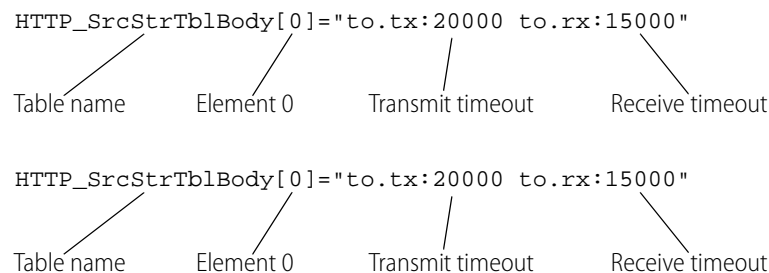 HTTP_SrcStrTblBody[0]="to.tx:20000 to.rx:15000"
Table name Element 0 Transmit timeout Receive timeout
HTTP_SrcStrTblBody[0]="to.tx:20000 to.rx:15000"
Table name Element 0 Transmit timeout Receive timeout